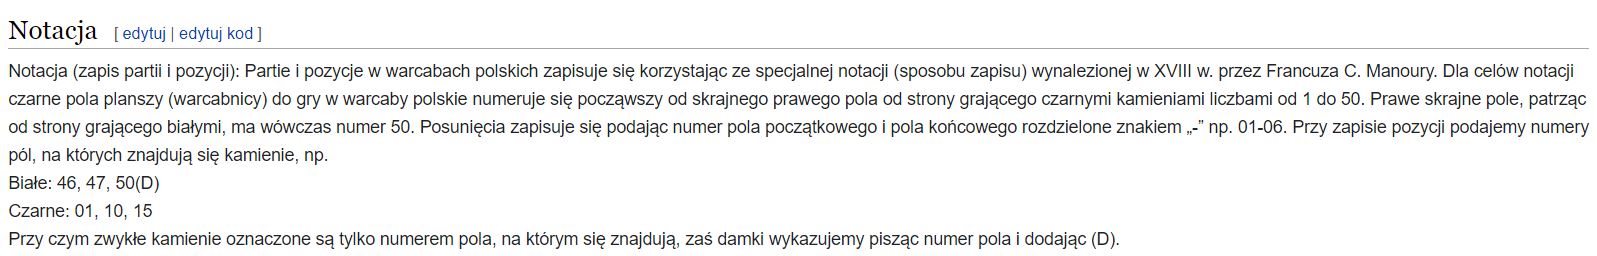 Notacja [ edytuj | edytuj kod ]
Notacja (zapis partii i pozycji): Partie i pozycje w warcabach polskich zapisuje się korzystając ze specjalnej notacji (sposobu zapisu) wynalezionej w XVIII w. przez Francuza C. Manoury. Dla celów notacji
czarne pola planszy (warcabnicy) do gry w warcaby polskie numeruje się począwszy od skrajnego prawego pola od strony grającego czarnymi kamieniami liczbami od 1 do 50. Prawe skrajne pole, patrząc
od strony grającego białymi, ma wówczas numer 50. Posunięcia zapisuje się podając numer pola początkowego i pola końcowego rozdzielone znakiem „-” np. 01-06. Przy zapisie pozycji podajemy numery
pól, na których znajdują się kamienie, np.
Białe: 46, 47, 50(D)
Czarne: 01, 10, 15
Przy czym zwykłe kamienie oznaczone są tylko numerem pola, na którym się znajdują, zaś damki wykazujemy pisząc numer pola i dodając (D).